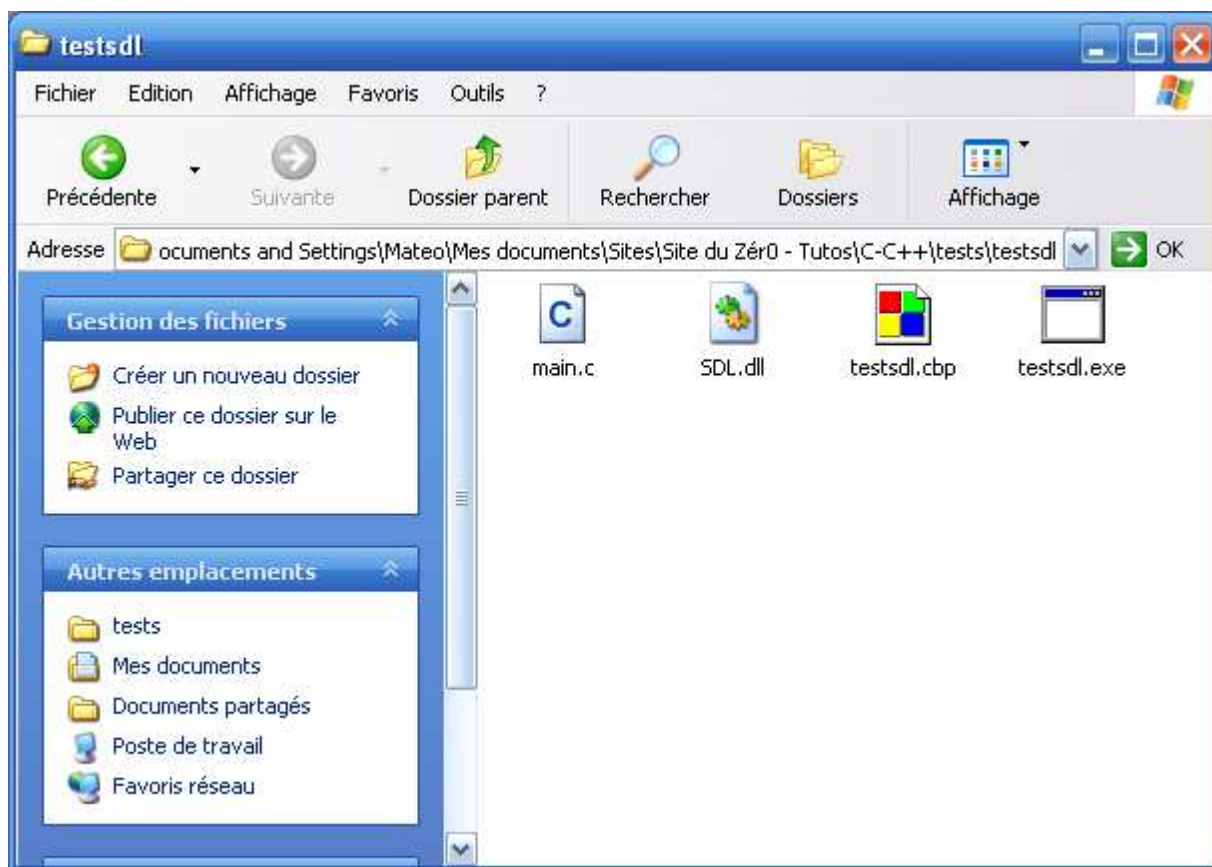 testsdl
Fichier Edition Affichage Favoris Outils ?
Précédente Suivante Dossier parent Rechercher Dossiers Affichage
Adresse ocuments and Settings\Mateo\Mes documents\Sites\Site du Zér0 - Tutos\C-C++\tests\testsdl OK
Gestion des fichiers
Créer un nouveau dossier
Publier ce dossier sur le
Web
Partager ce dossier
Autres emplacements
tests
Mes documents
Documents partagés
Poste de travail
Favoris réseau
main.c SDL.dll testsdl.cbp testsdl.exe